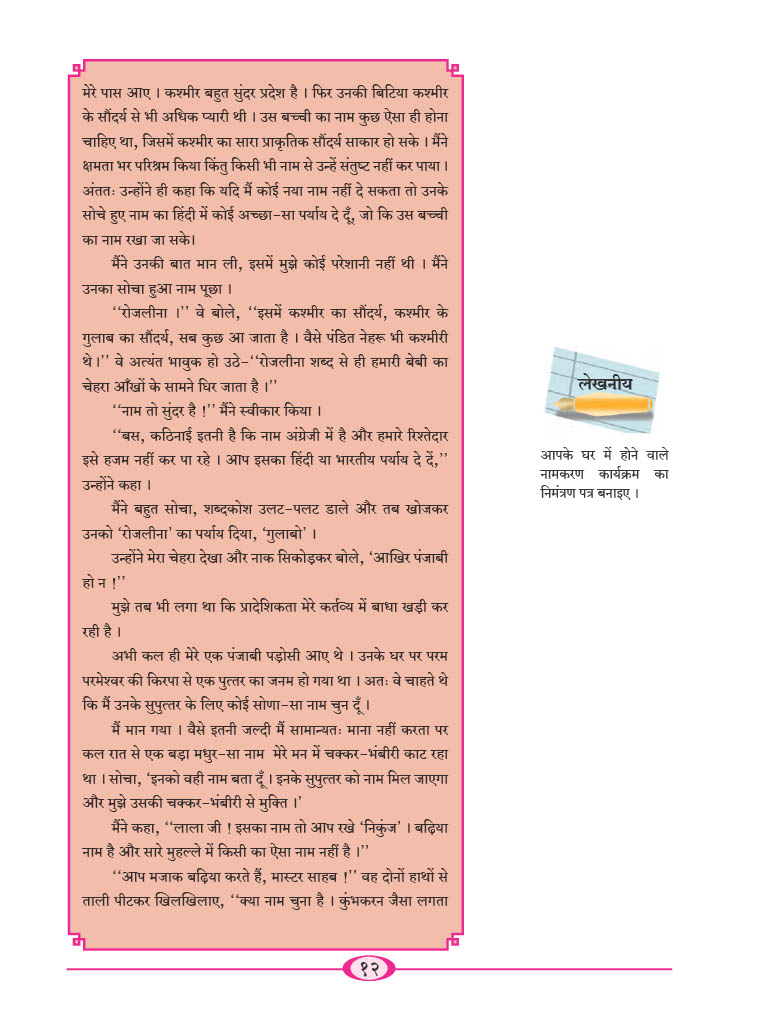 मेरे पास आए । कश्मीर बहुत सुंदर प्रदेश है । फिर उनकी बिटिया कश्मीर
के सौंदर्य से भी अधिक प्यारी थी । उस बच्ची का नाम कुछ ऐसा ही होना
चाहिए था, जिसमें कश्मीर का सारा प्राकृतिक सौंदर्य साकार हो सके । मैंने
क्षमता भर परिश्रम किया किंतु किसी भी नाम से उन्हें संतुष्ट नहीं कर पाया ।
अंततः उन्होंने ही कहा कि यदि मैं कोई नया नाम नहीं दे सकता तो उनके
सोचे हुए नाम का हिंदी में कोई अच्छा-सा पर्याय दे दूँ, जो कि उस बच्ची
का नाम रखा जा सके।
मैंने उनकी बात मान ली, इसमें मुझे कोई परेशानी नहीं थी । मैंने
उनका सोचा हुआ नाम पूछा ।
‘‘रोजलीना ।’’ वे बोले, ‘‘इसमें कश्मीर का सौंदर्य, कश्मीर के
गुलाब का सौंदर्य, सब कुछ आ जाता है । वैसे पंडित नेहरू भी कश्मीरी
थे।’’ वे अत्यंत भावुक हो उठे-‘‘रोजलीना शब्द से ही हमारी बेबी का
चेहरा आँखों के सामने घिर जाता है ।’’
‘‘नाम तो सुंदर है !’’ मैंने स्वीकार किया ।
‘‘बस, कठिनाई इतनी है कि नाम अंग्रेजी में है और हमारे रिश्तेदार
इसे हजम नहीं कर पा रहे । आप इसका हिंदी या भारतीय पर्याय दे दें,’’
उन्होंने कहा ।
मैंने बहुत सोचा, शब्दकोश उलट-पलट डाले और तब खोजकर
उनको ‘रोजलीना’ का पर्याय दिया, ‘गुलाबो’ ।
उन्होंने मेरा चेहरा देखा और नाक सिकोड़कर बोले, ‘आखिर पंजाबी
हो न !’’
मुझे तब भी लगा था कि प्रादेशिकता मेरे कर्तव्य में बाधा खड़ी कर
रही है ।
अभी कल ही मेरे एक पंजाबी पड़ोसी आए थे । उनके घर पर परम
परमेश्वर की किरपा से एक पुत्तर का जनम हो गया था । अतः वे चाहते थे
कि मैं उनके सुपुत्तर के लिए कोई सोणा-सा नाम चुन दूँ ।
मैं मान गया । वैसे इतनी जल्दी मैं सामान्यतः माना नहीं करता पर
कल रात से एक बड़ा मधुर-सा नाम मेरे मन में चक्कर-भंबीरी काट रहा
था । सोचा, ‘इनको वही नाम बता दूँ । इनके सुपुत्तर को नाम मिल जाएगा
और मुझे उसकी चक्कर-भंबीरी से मुक्ति ।’
मैंने कहा, ‘‘लाला जी ! इसका नाम तो आप रखे ‘निकुंज’ । बढ़िया
नाम है और सारे मुहल्ले में किसी का ऐसा नाम नहीं है ।’’
‘‘आप मजाक बढ़िया करते हैं, मास्टर साहब !’’ वह दोनों हाथों से
ताली पीटकर खिलखिलाए, ‘‘क्या नाम चुना है । कुंभकरन जैसा लगता
लेखनीय
आपके घर में होने वाले
नामकरण कार्यक्रम का
निमंत्रण पत्र बनाइए ।
१२